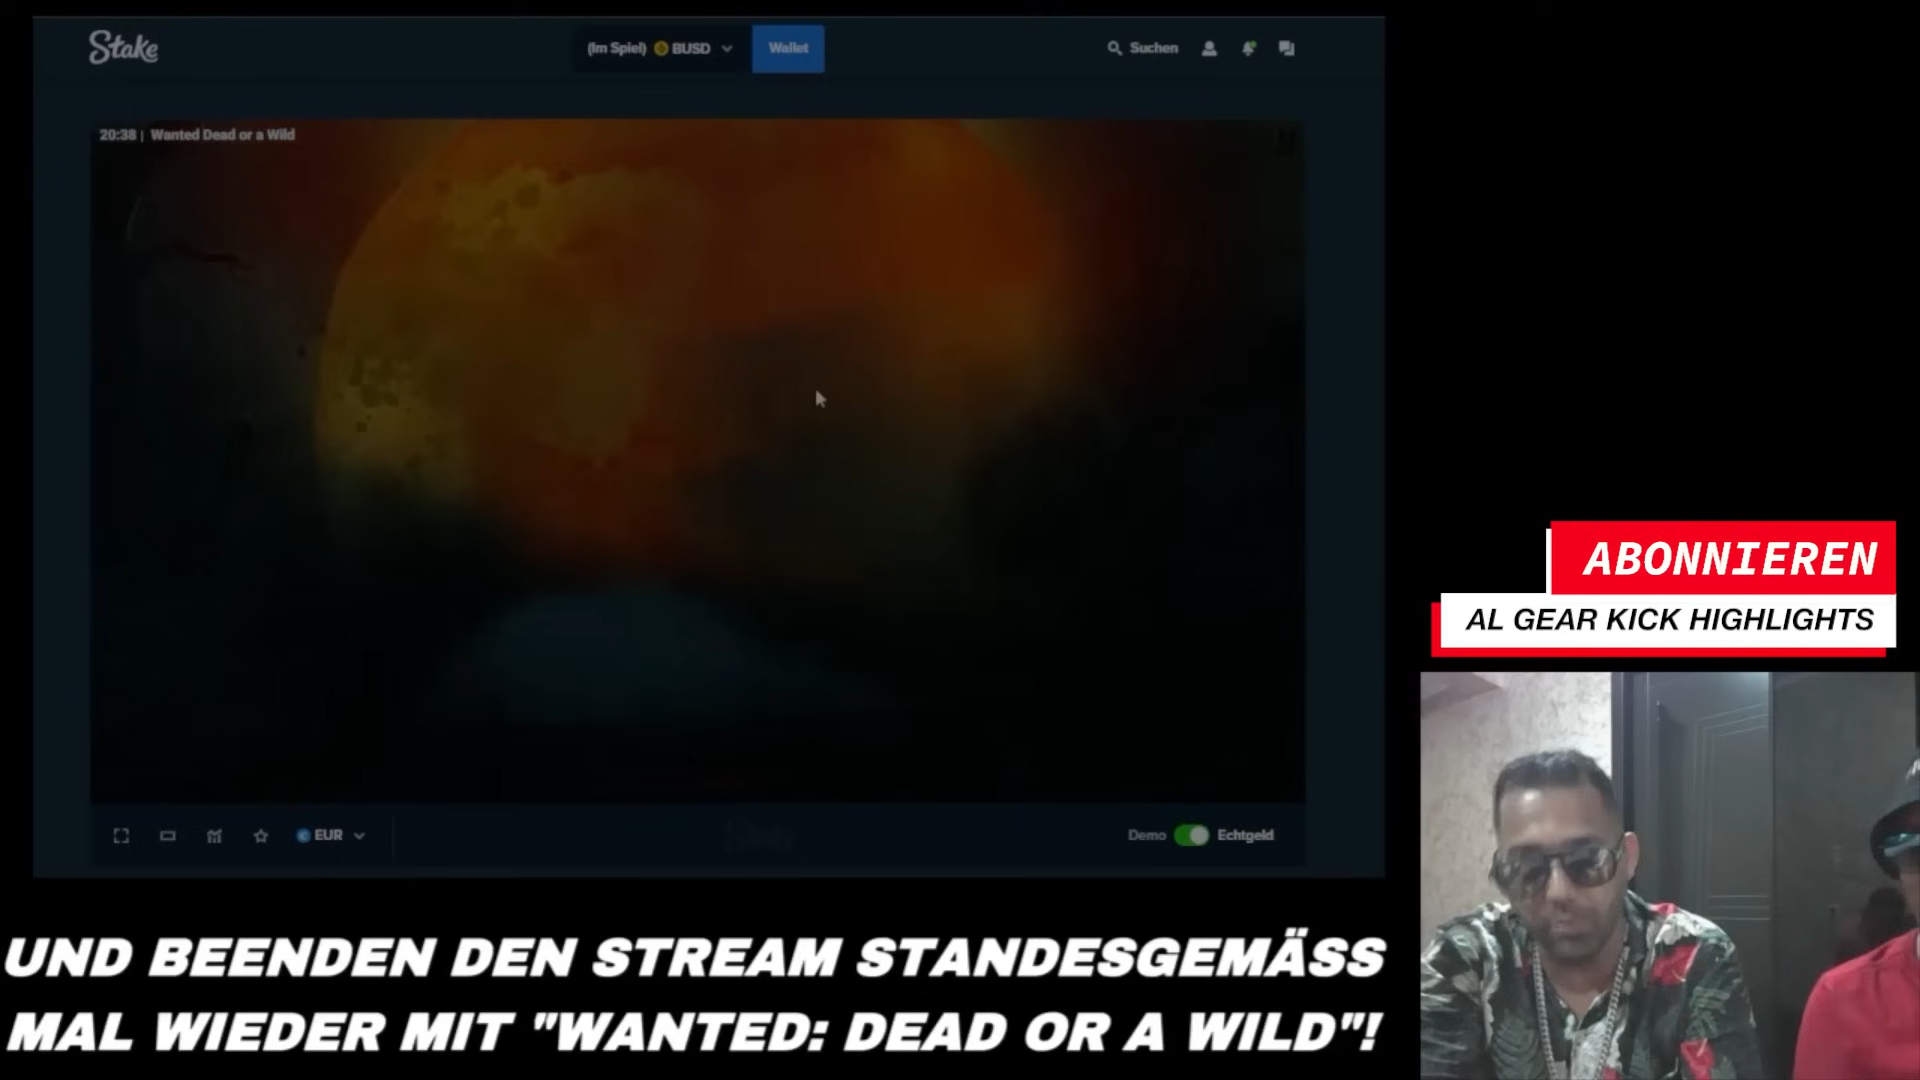 Stake
(Im Spiel) BUSD
Wallet
Suchen
20:38 | Wanted Dead or a Wild
EUR
Demo
Echtgeld
ABONNIEREN
AL GEAR KICK HIGHLIGHTS
UND BEENDEN DEN STREAM STANDESGEMÄSS
MAL WIEDER MIT "WANTED: DEAD OR A WILD"!